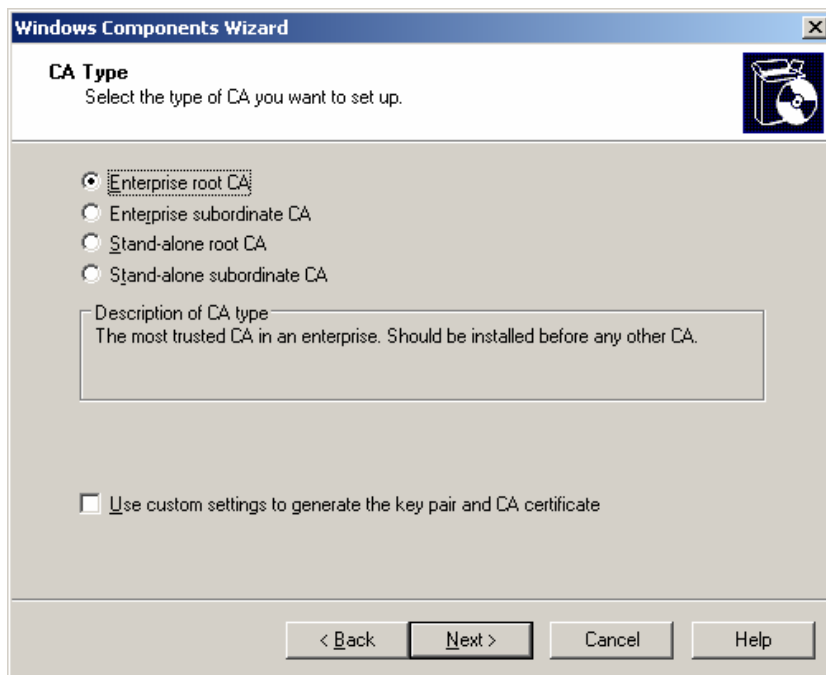 Windows Components Wizard
CA Type
Select the type of CA you want to set up.
Enterprise root CA
Enterprise subordinate CA
Stand-alone root CA
Stand-alone subordinate CA
Description of CA type
The most trusted CA in an enterprise. Should be installed before any other CA.
Use custom settings to generate the key pair and CA certificate
< Back Next > Cancel Help